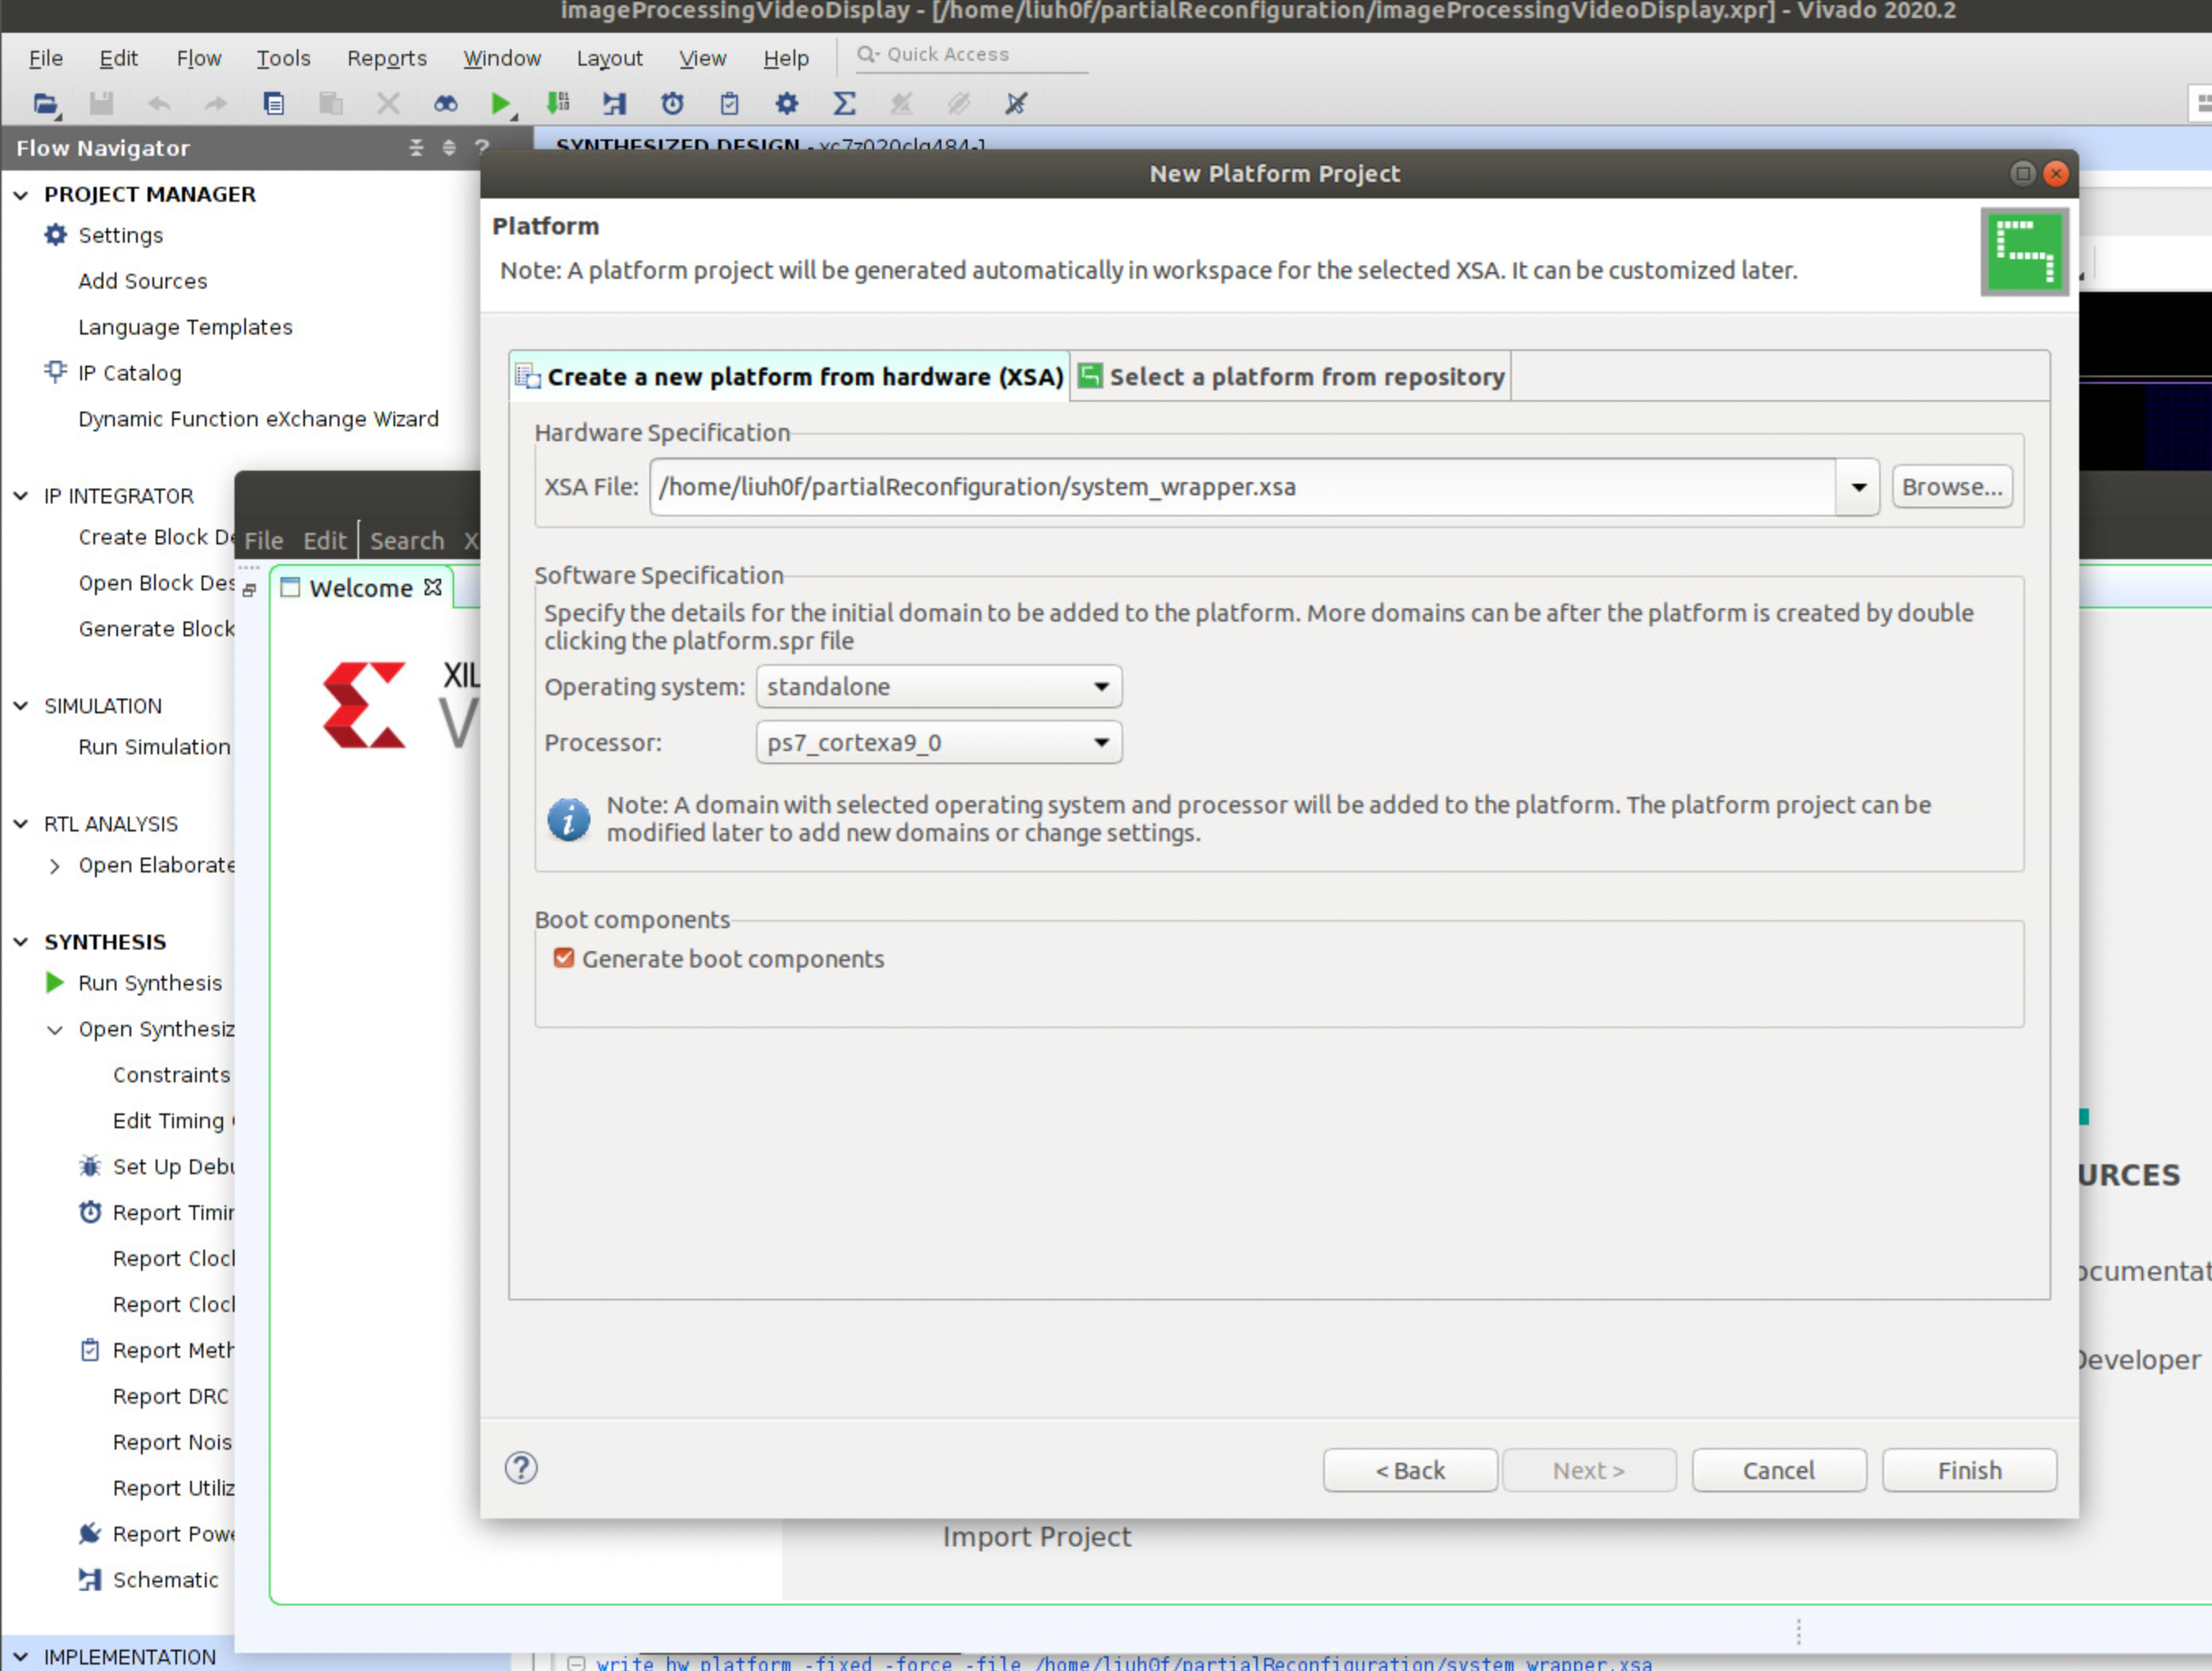 imageProcessingVideoDisplay - [/home/liuh0f/partialReconfiguration/imageProcessingVideoDisplay.xpr] - Vivado 2020.2
File Edit Flow Tools Reports Window Layout View Help Quick Access
Flow Navigator
SYNTHESIZED DESIGN - xc7z020clg484-1
PROJECT MANAGER
Settings
Add Sources
Language Templates
IP Catalog
Dynamic Function eXchange Wizard
IP INTEGRATOR
Create Block De
Open Block Des
Generate Block
SIMULATION
Run Simulation
RTL ANALYSIS
Open Elaborate
SYNTHESIS
Run Synthesis
Open Synthesiz
Constraints
Edit Timing
Set Up Debu
Report Timin
Report Clock
Report Clock
Report Meth
Report DRC
Report Nois
Report Utiliz
Report Powe
Schematic
IMPLEMENTATION
File Edit Search X
Welcome
XIL
V
New Platform Project
Platform
Note: A platform project will be generated automatically in workspace for the selected XSA. It can be customized later.
Create a new platform from hardware (XSA) Select a platform from repository
Hardware Specification
XSA File: /home/liuh0f/partialReconfiguration/system_wrapper.xsa Browse...
Software Specification
Specify the details for the initial domain to be added to the platform. More domains can be after the platform is created by double
clicking the platform.spr file
Operating system: standalone
Processor: ps7_cortexa9_0
Note: A domain with selected operating system and processor will be added to the platform. The platform project can be
modified later to add new domains or change settings.
Boot components
Generate boot components
< Back Next > Cancel Finish
URCES
ocumentat
Developer
Import Project
write_hw_platform -fixed -force -file /home/liuh0f/partialReconfiguration/system_wrapper.xsa